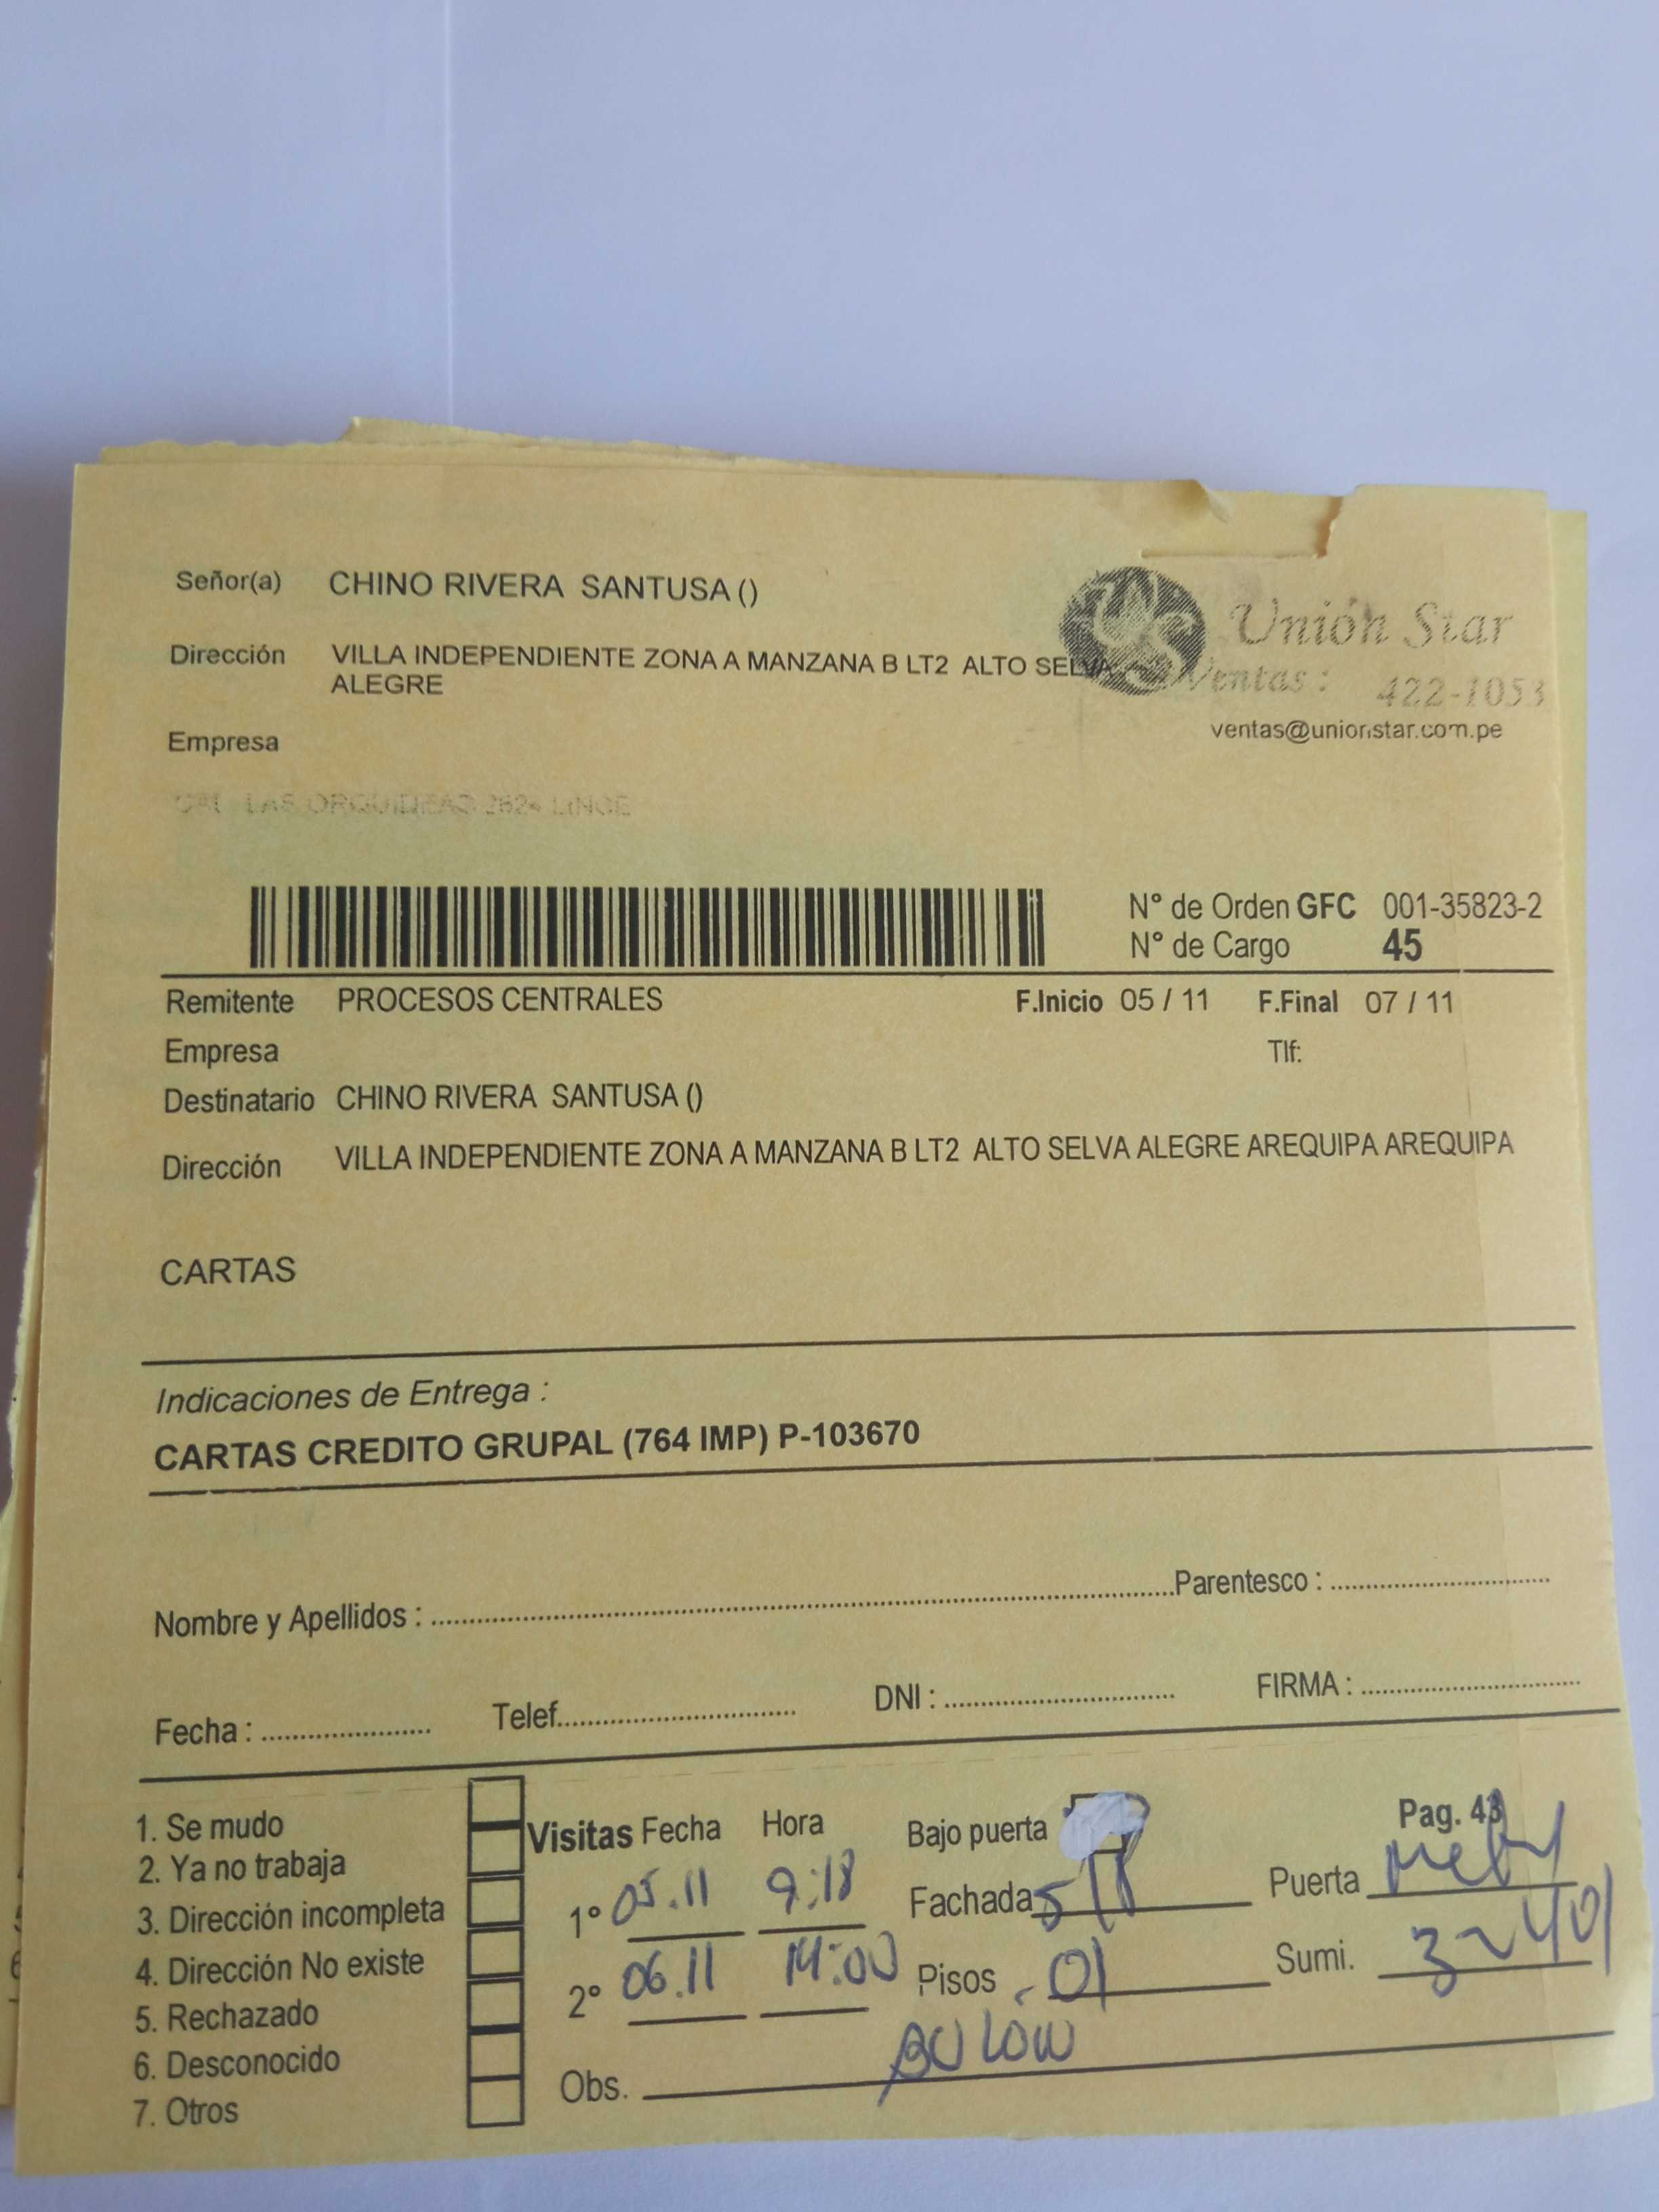 Señor(a) CHINO RIVERA SANTUSA ()
Unión Star
Dirección VILLA INDEPENDIENTE ZONA A MANZANA B LT2 ALTO SELVA
ALEGRE
Ventas : 422-1053
ventas@unionstar.com.pe
Empresa
CAL LAS ORQUIDEAS 2624 LINCE
N° de Orden GFC 001-35823-2
N° de Cargo 45
Remitente PROCESOS CENTRALES F.Inicio 05 / 11 F.Final 07 / 11
Empresa Tlf:
Destinatario CHINO RIVERA SANTUSA ()
Dirección VILLA INDEPENDIENTE ZONA A MANZANA B LT2 ALTO SELVA ALEGRE AREQUIPA AREQUIPA
CARTAS
Indicaciones de Entrega :
CARTAS CREDITO GRUPAL (764 IMP) P-103670
Nombre y Apellidos : Parentesco :
Fecha : Telef. DNI : FIRMA :
Pag. 43
1. Se mudo
2. Ya no trabaja
3. Dirección incompleta
4. Dirección No existe
5. Rechazado
6. Desconocido
7. Otros
Visitas Fecha Hora Bajo puerta
1° 05.11 9:18 Fachada Puerta
2° 06.11 14:00 Pisos 01 Sumi.
Obs.